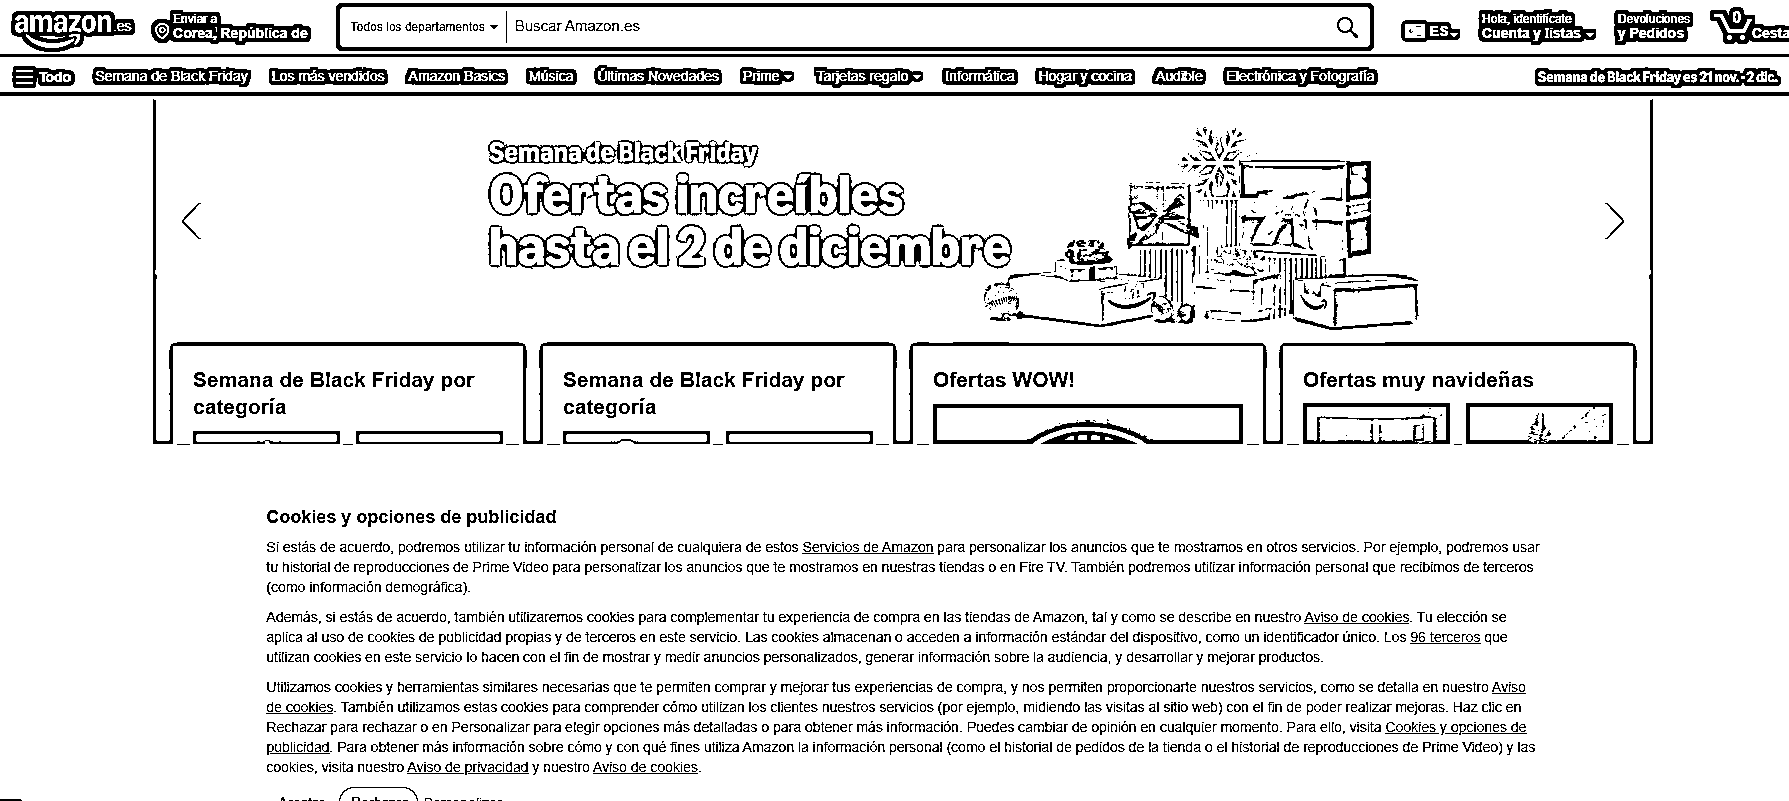 amazon.es
Enviar a
Corea, República de
Todos los departamentos
Buscar Amazon.es
ES
Hola, identifícate
Cuenta y listas
Devoluciones
y Pedidos
0
Cesta
Todo
Semana de Black Friday
Los más vendidos
Amazon Basics
Música
Últimas Novedades
Prime
Tarjetas regalo
Informática
Hogar y cocina
Audible
Electrónica y Fotografía
Semana de Black Friday es 21 nov.-2 dic.
Semana de Black Friday
Ofertas increíbles
hasta el 2 de diciembre
Semana de Black Friday por
categoría
Semana de Black Friday por
categoría
Ofertas WOW!
Ofertas muy navideñas
Cookies y opciones de publicidad
Si estás de acuerdo, podremos utilizar tu información personal de cualquiera de estos Servicios de Amazon para personalizar los anuncios que te mostramos en otros servicios. Por ejemplo, podremos usar
tu historial de reproducciones de Prime Video para personalizar los anuncios que te mostramos en nuestras tiendas o en Fire TV. También podremos utilizar información personal que recibimos de terceros
(como información demográfica).
Además, si estás de acuerdo, también utilizaremos cookies para complementar tu experiencia de compra en las tiendas de Amazon, tal y como se describe en nuestro Aviso de cookies. Tu elección se
aplica al uso de cookies de publicidad propias y de terceros en este servicio. Las cookies almacenan o acceden a información estándar del dispositivo, como un identificador único. Los 96 terceros que
utilizan cookies en este servicio lo hacen con el fin de mostrar y medir anuncios personalizados, generar información sobre la audiencia, y desarrollar y mejorar productos.
Utilizamos cookies y herramientas similares necesarias que te permiten comprar y mejorar tus experiencias de compra, y nos permiten proporcionarte nuestros servicios, como se detalla en nuestro Aviso
de cookies. También utilizamos estas cookies para comprender cómo utilizan los clientes nuestros servicios (por ejemplo, midiendo las visitas al sitio web) con el fin de poder realizar mejoras. Haz clic en
Rechazar para rechazar o en Personalizar para elegir opciones más detalladas o para obtener más información. Puedes cambiar de opinión en cualquier momento. Para ello, visita Cookies y opciones de
publicidad. Para obtener más información sobre cómo y con qué fines utiliza Amazon la información personal (como el historial de pedidos de la tienda o el historial de reproducciones de Prime Video) y las
cookies, visita nuestro Aviso de privacidad y nuestro Aviso de cookies.